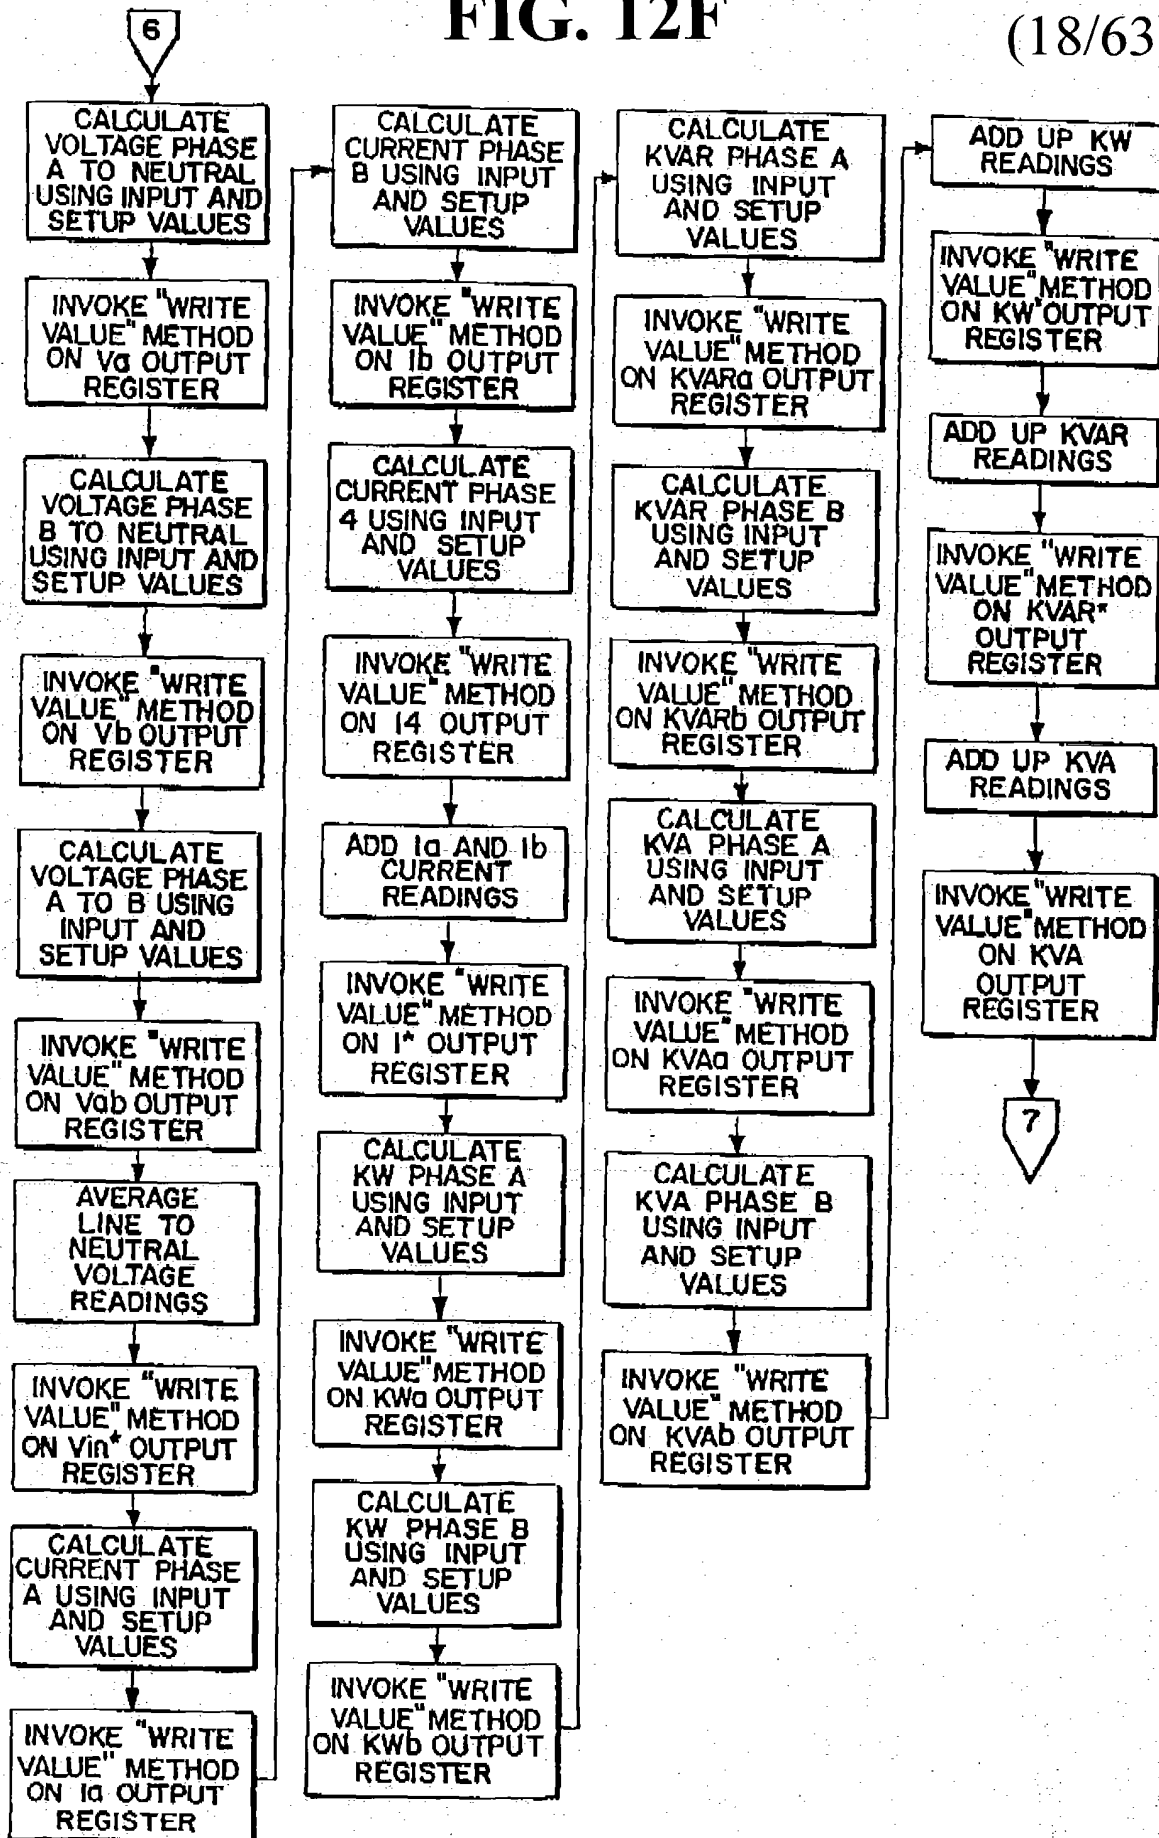 FIG. 12F
(18/63
6
CALCULATE
VOLTAGE PHASE
A TO NEUTRAL
USING INPUT AND
SETUP VALUES
INVOKE "WRITE
VALUE" METHOD
ON Va OUTPUT
REGISTER
CALCULATE
VOLTAGE PHASE
B TO NEUTRAL
USING INPUT AND
SETUP VALUES
INVOKE "WRITE
VALUE" METHOD
ON Vb OUTPUT
REGISTER
CALCULATE
VOLTAGE PHASE
A TO B USING
INPUT AND
SETUP VALUES
INVOKE "WRITE
VALUE" METHOD
ON Vab OUTPUT
REGISTER
AVERAGE
LINE TO
NEUTRAL
VOLTAGE
READINGS
INVOKE "WRITE
VALUE" METHOD
ON Vin* OUTPUT
REGISTER
CALCULATE
CURRENT PHASE
A USING INPUT
AND SETUP
VALUES
INVOKE "WRITE
VALUE" METHOD
ON Ia OUTPUT
REGISTER
CALCULATE
CURRENT PHASE
B USING INPUT
AND SETUP
VALUES
INVOKE "WRITE
VALUE" METHOD
ON Ib OUTPUT
REGISTER
CALCULATE
CURRENT PHASE
4 USING INPUT
AND SETUP
VALUES
INVOKE "WRITE
VALUE" METHOD
ON I4 OUTPUT
REGISTER
ADD Ia AND Ib
CURRENT
READINGS
INVOKE "WRITE
VALUE" METHOD
ON I* OUTPUT
REGISTER
CALCULATE
KW PHASE A
USING INPUT
AND SETUP
VALUES
INVOKE "WRITE
VALUE" METHOD
ON KWa OUTPUT
REGISTER
CALCULATE
KW PHASE B
USING INPUT
AND SETUP
VALUES
INVOKE "WRITE
VALUE" METHOD
ON KWb OUTPUT
REGISTER
CALCULATE
KVAR PHASE A
USING INPUT
AND SETUP
VALUES
INVOKE "WRITE
VALUE" METHOD
ON KVARa OUTPUT
REGISTER
CALCULATE
KVAR PHASE B
USING INPUT
AND SETUP
VALUES
INVOKE "WRITE
VALUE" METHOD
ON KVARb OUTPUT
REGISTER
CALCULATE
KVA PHASE A
USING INPUT
AND SETUP
VALUES
INVOKE "WRITE
VALUE" METHOD
ON KVAa OUTPUT
REGISTER
CALCULATE
KVA PHASE B
USING INPUT
AND SETUP
VALUES
INVOKE "WRITE
VALUE" METHOD
ON KVAb OUTPUT
REGISTER
ADD UP KW
READINGS
INVOKE "WRITE
VALUE" METHOD
ON KW* OUTPUT
REGISTER
ADD UP KVAR
READINGS
INVOKE "WRITE
VALUE" METHOD
ON KVAR*
OUTPUT
REGISTER
ADD UP KVA
READINGS
INVOKE "WRITE
VALUE" METHOD
ON KVA
OUTPUT
REGISTER
7